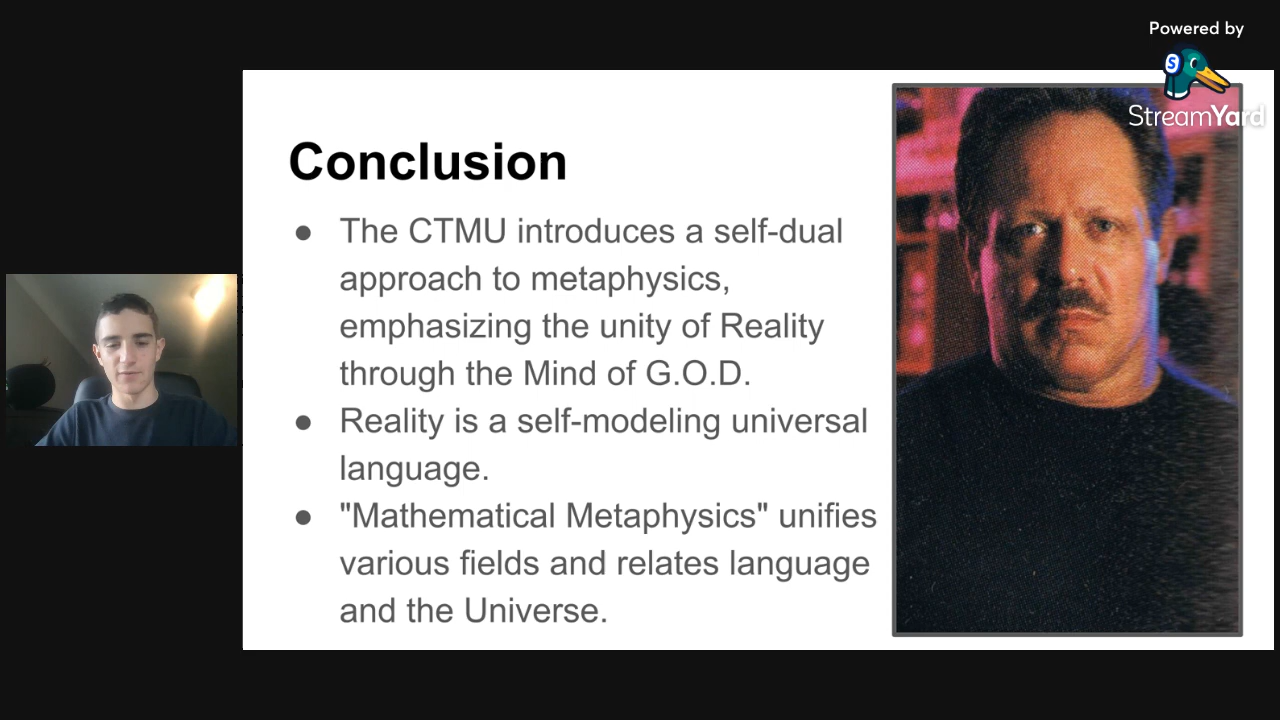 Powered by
S
StreamYard
Conclusion
● The CTMU introduces a self-dual
approach to metaphysics,
emphasizing the unity of Reality
through the Mind of G.O.D.
● Reality is a self-modeling universal
language.
● "Mathematical Metaphysics" unifies
various fields and relates language
and the Universe.